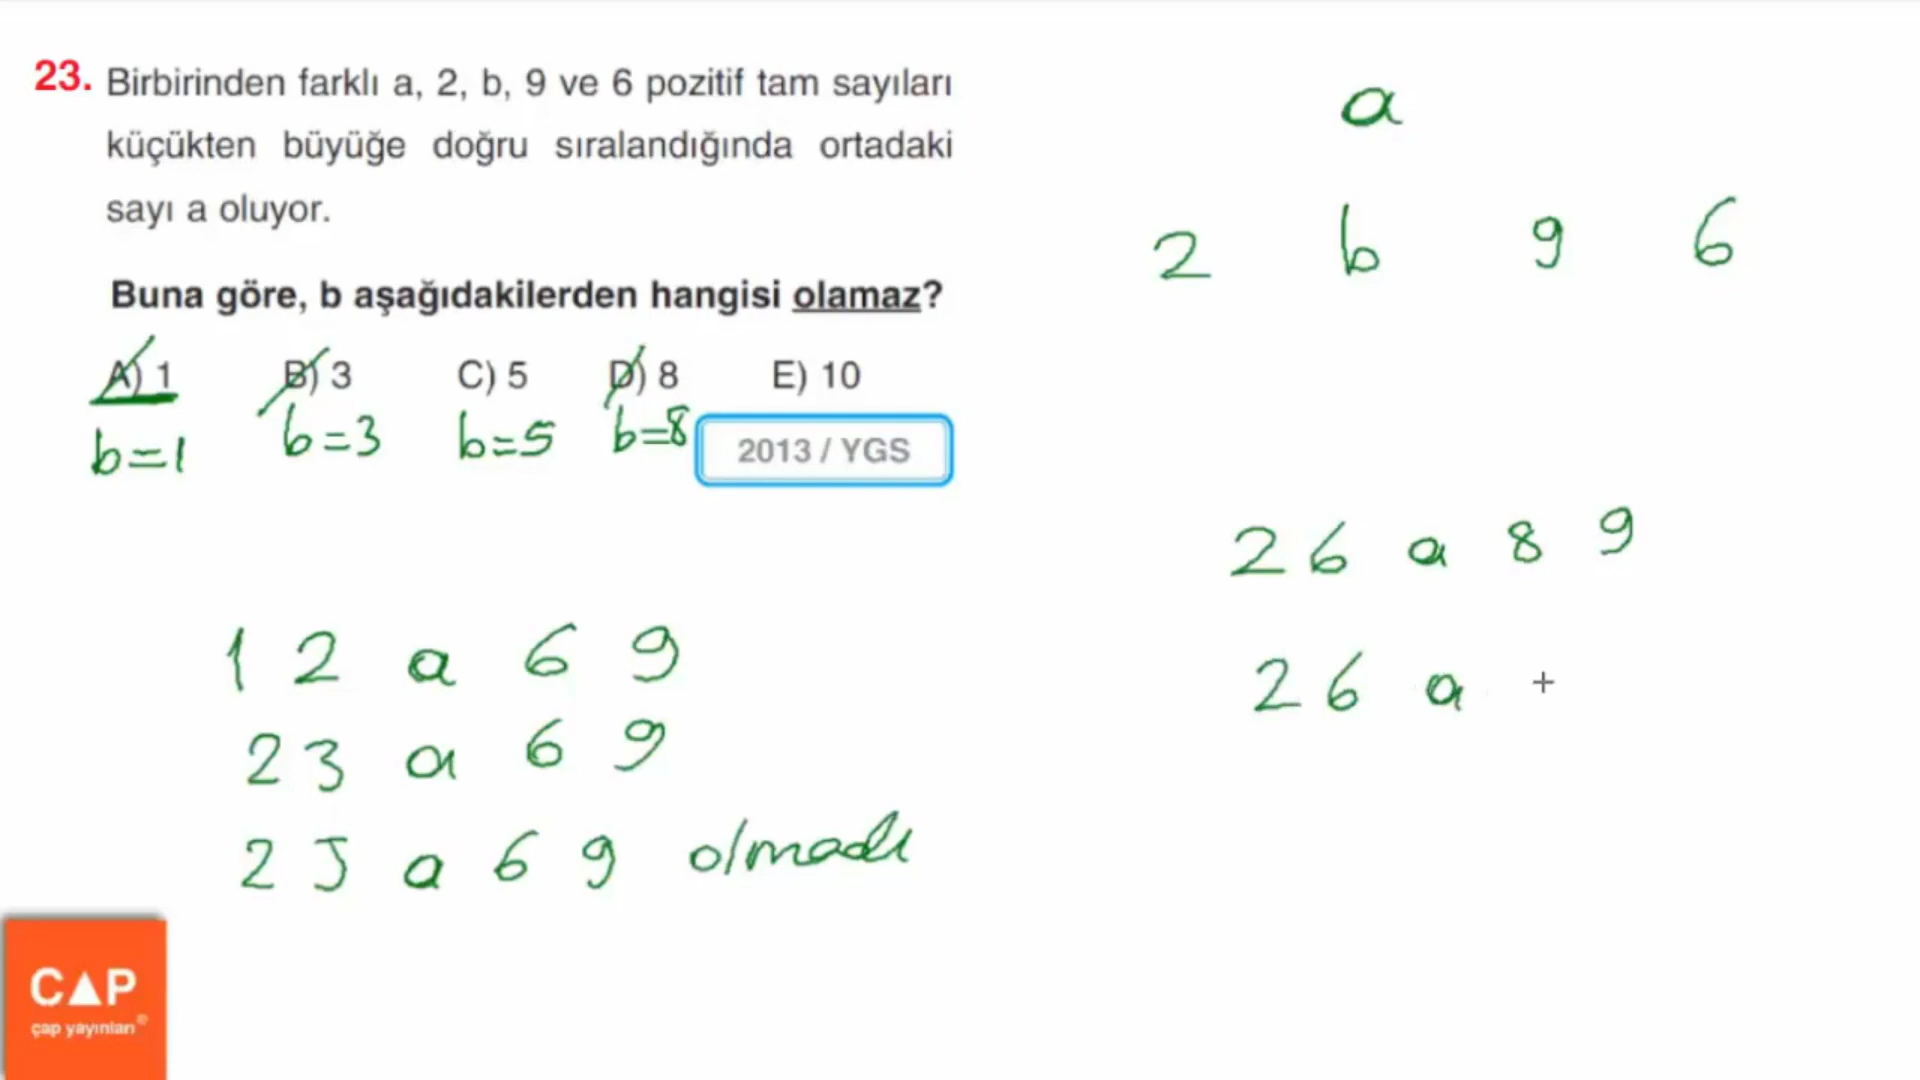 23. Birbirinden farklı a, 2, b, 9 ve 6 pozitif tam sayıları
küçükten büyüğe doğru sıralandığında ortadaki
sayı a oluyor.
Buna göre, b aşağıdakilerden hangisi olamaz?
A) 1 B) 3 C) 5 D) 8 E) 10
b=1 b=3 b=5 b=8
2013 / YGS
a
2 b 9 6
2 6 a 8 9
2 6 a
1 2 a 6 9
2 3 a 6 9
2 5 a 6 9 olmadı
CAP
çap yayınları®